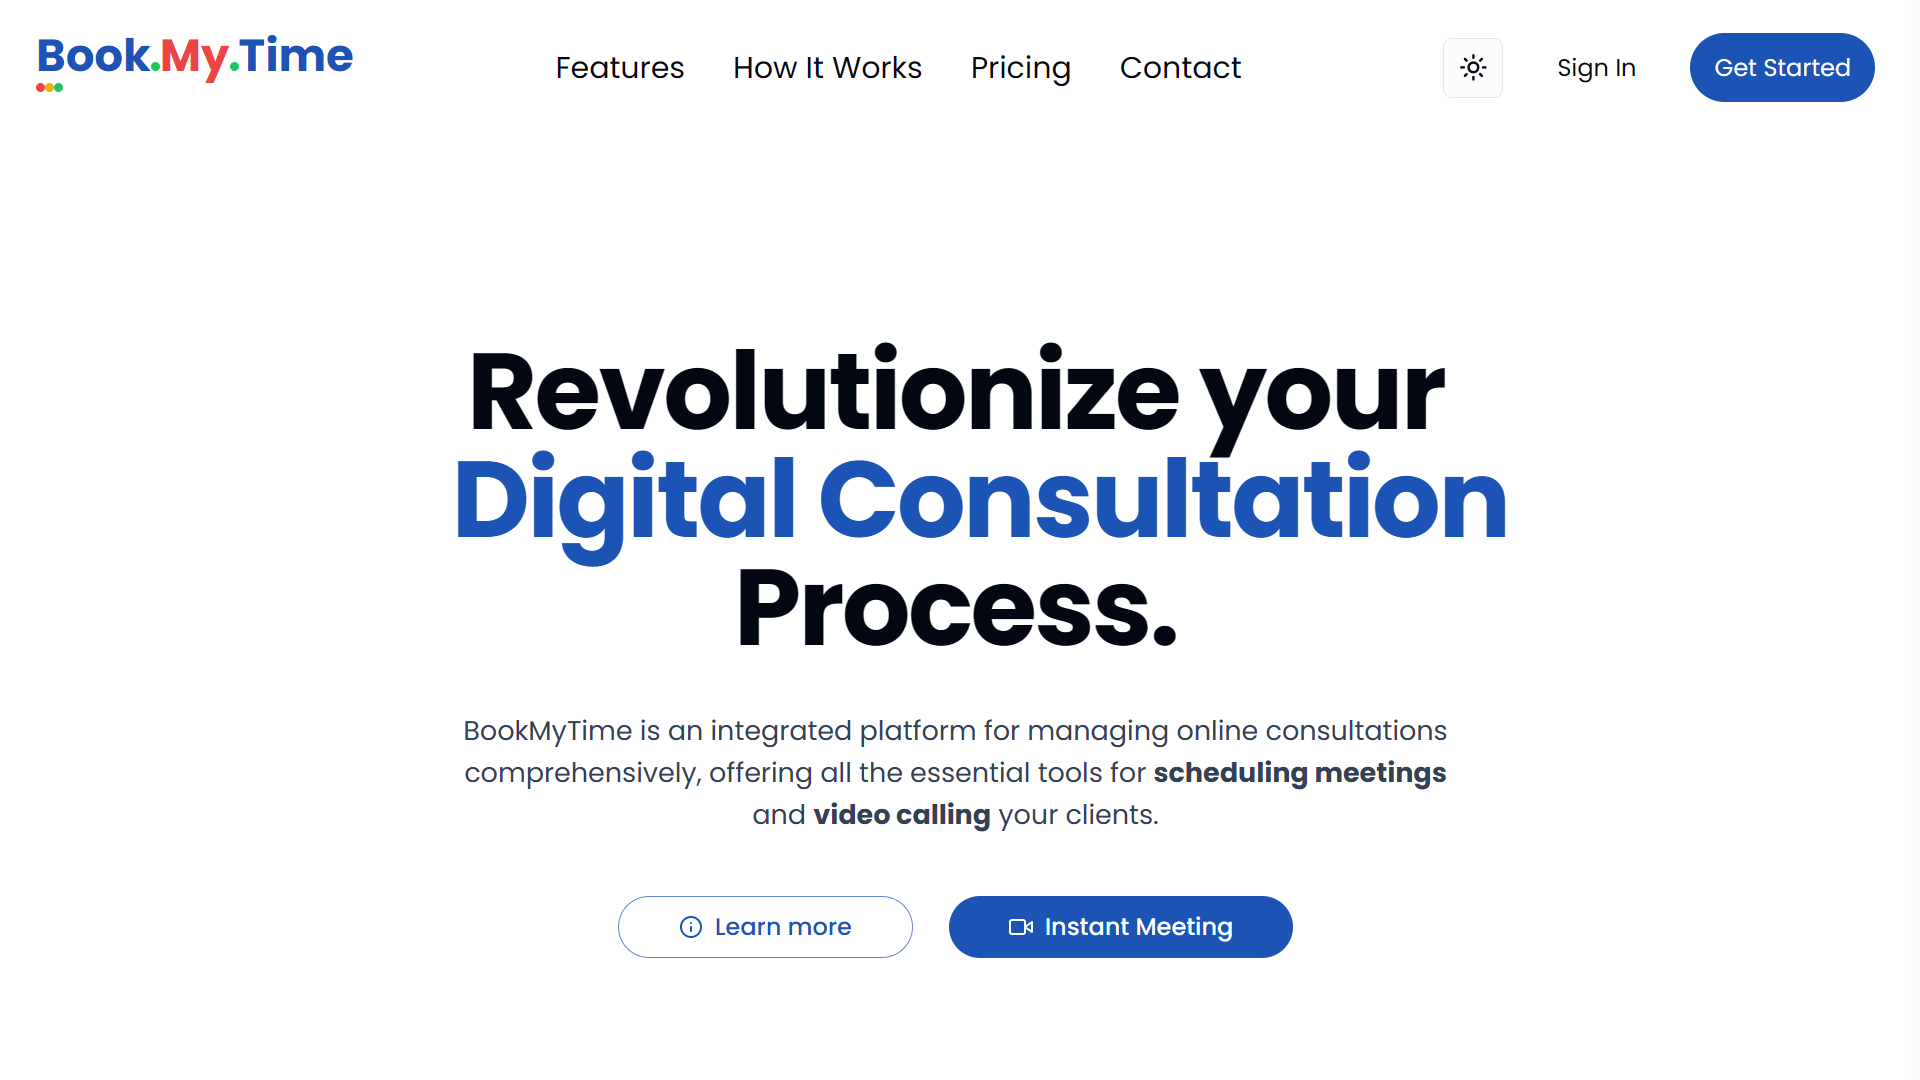 Book.My.Time
Features
How It Works
Pricing
Contact
Sign In
Get Started
Revolutionize your
Digital Consultation
Process.
BookMyTime is an integrated platform for managing online consultations
comprehensively, offering all the essential tools for scheduling meetings
and video calling your clients.
Learn more
Instant Meeting